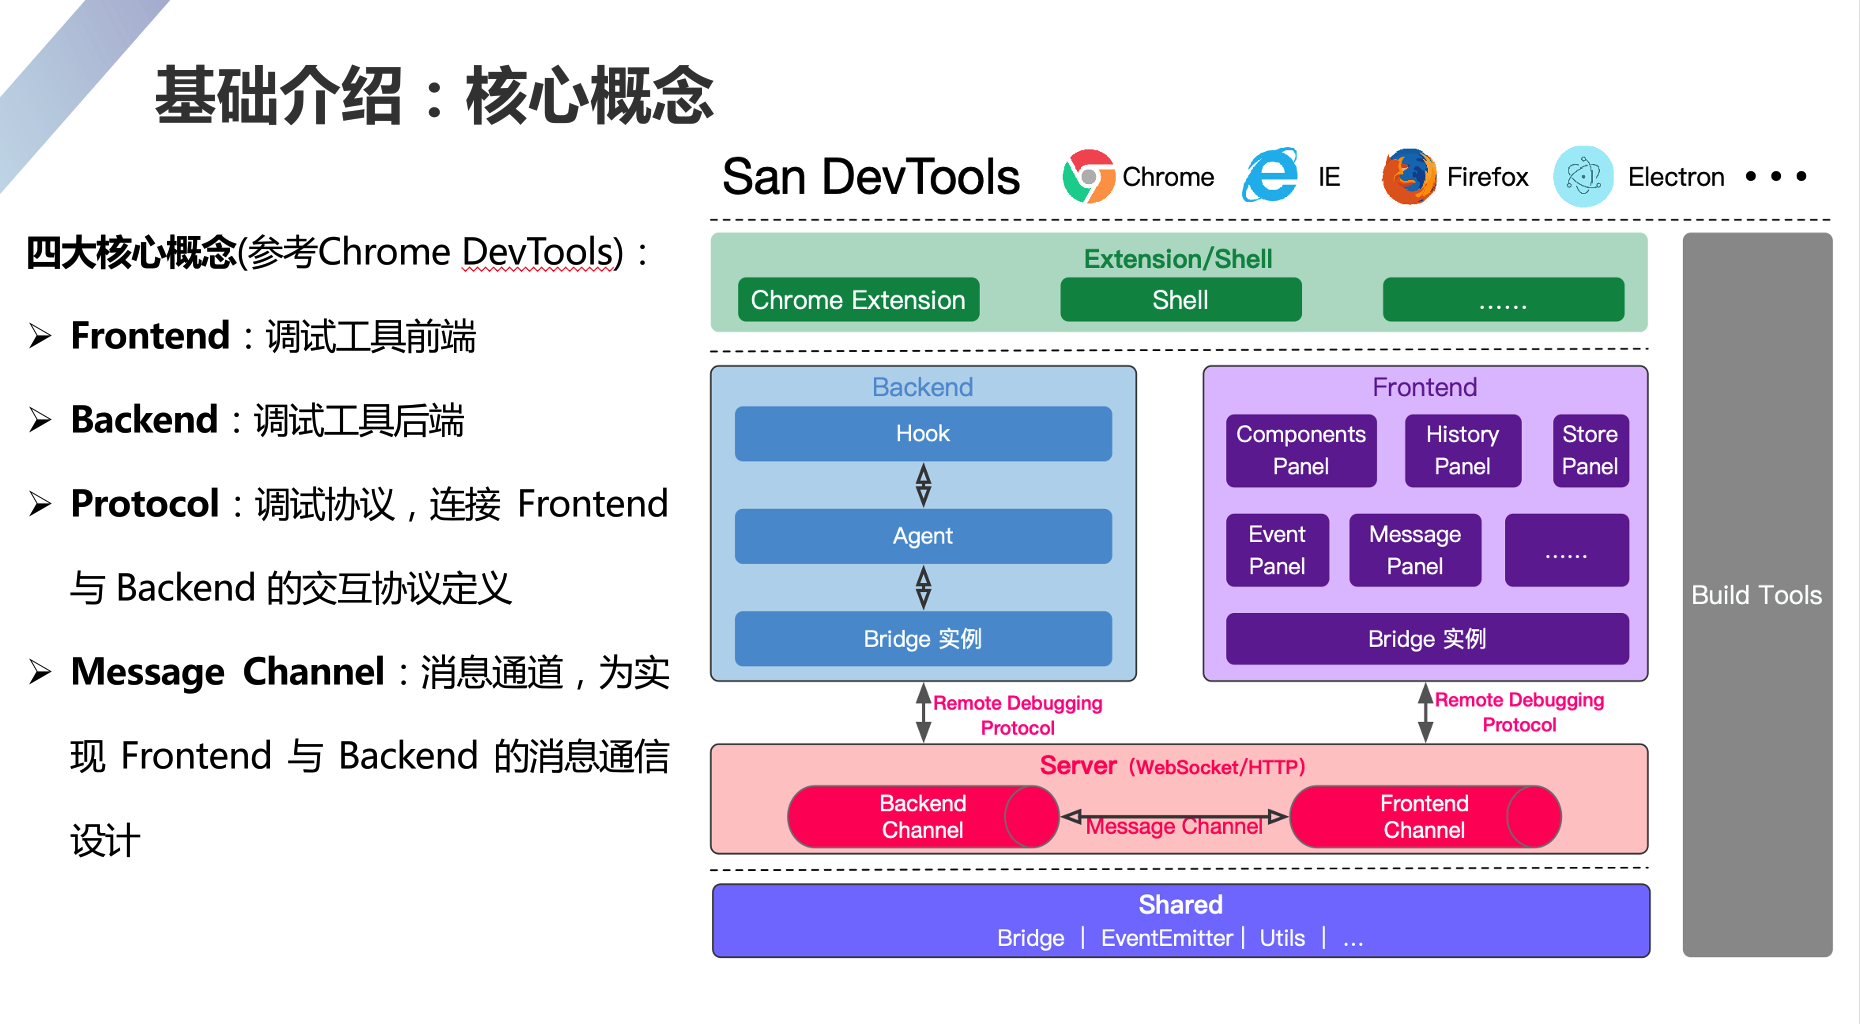 基础介绍：核心概念
San DevTools
Chrome
IE
Firefox
Electron
四大核心概念(参考Chrome DevTools)：
Frontend：调试工具前端
Backend：调试工具后端
Protocol：调试协议，连接 Frontend
与 Backend 的交互协议定义
Message Channel：消息通道，为实
现 Frontend 与 Backend 的消息通信
设计
Extension/Shell
Chrome Extension
Shell
……
Backend
Hook
Agent
Bridge 实例
Frontend
Components
Panel
History
Panel
Store
Panel
Event
Panel
Message
Panel
……
Bridge 实例
Remote Debugging
Protocol
Remote Debugging
Protocol
Server（WebSocket/HTTP）
Backend
Channel
Message Channel
Frontend
Channel
Shared
Bridge | EventEmitter | Utils | ...
Build Tools